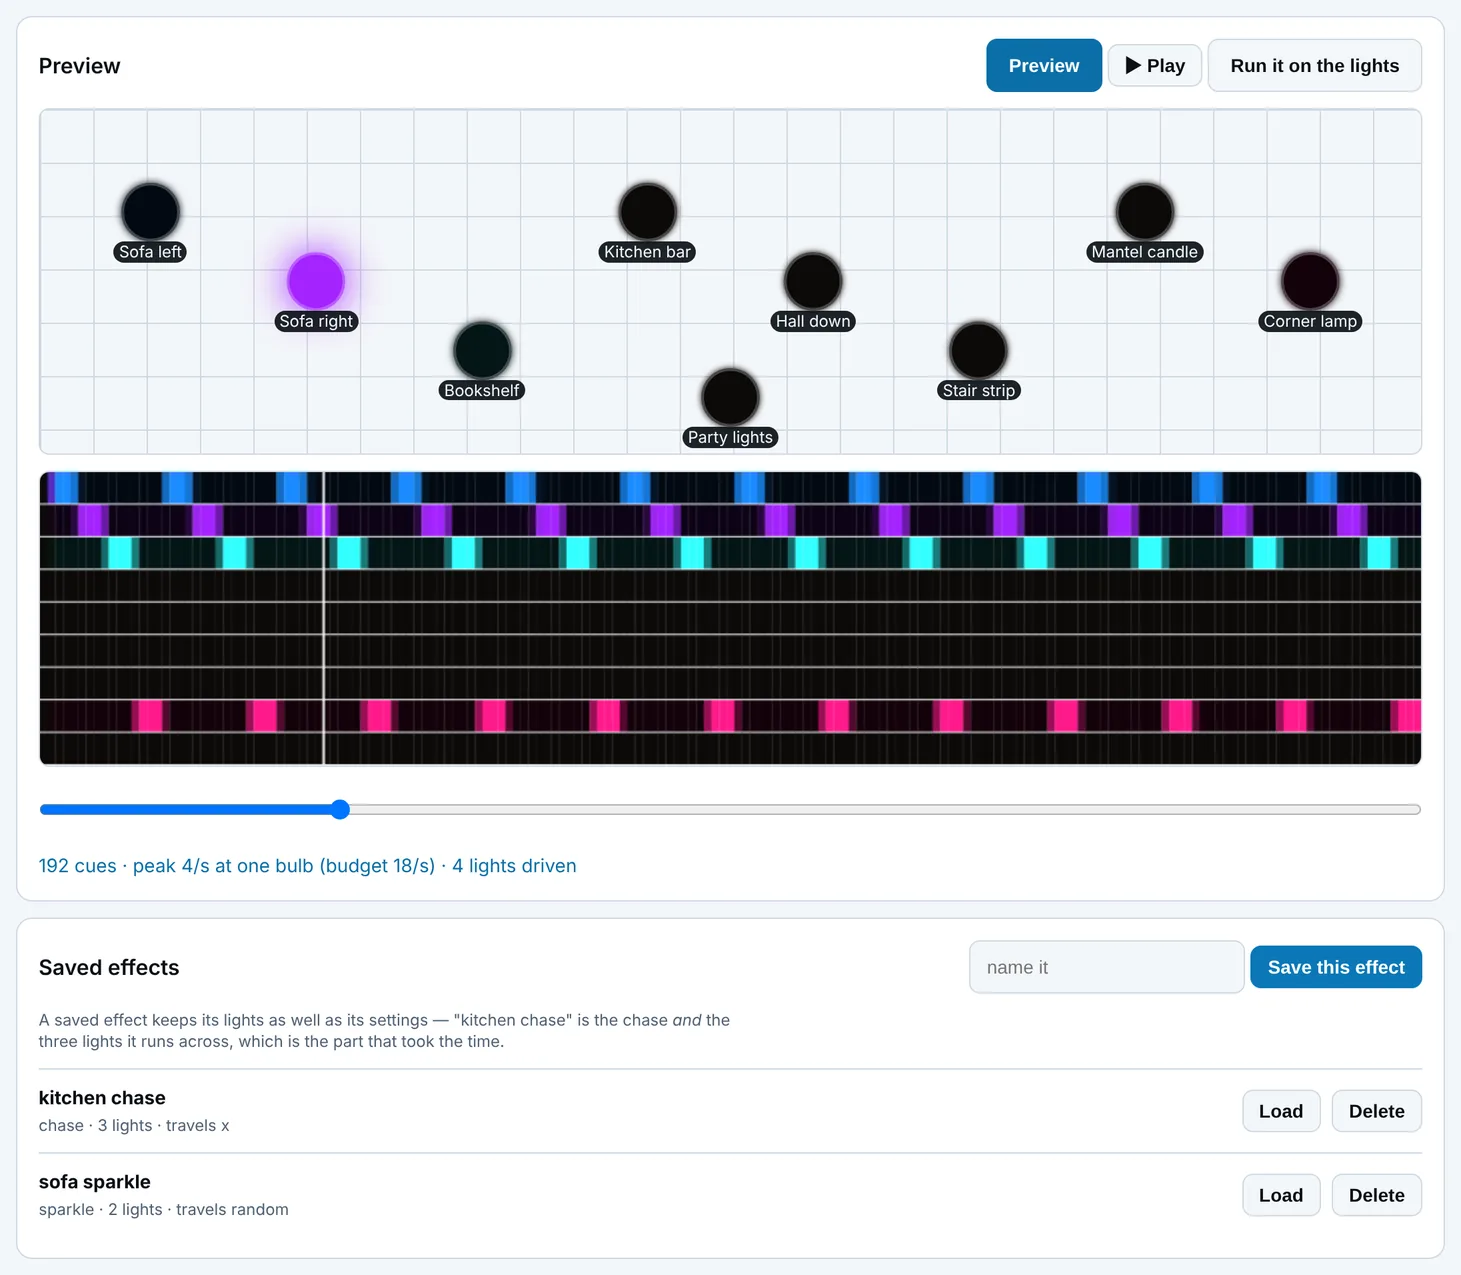 Preview
Preview
▶ Play
Run it on the lights
Sofa left
Kitchen bar
Mantel candle
Sofa right
Hall down
Corner lamp
Bookshelf
Stair strip
Party lights
192 cues · peak 4/s at one bulb (budget 18/s) · 4 lights driven
Saved effects
name it
Save this effect
A saved effect keeps its lights as well as its settings — "kitchen chase" is the chase and the
three lights it runs across, which is the part that took the time.
kitchen chase
chase · 3 lights · travels x
Load
Delete
sofa sparkle
sparkle · 2 lights · travels random
Load
Delete